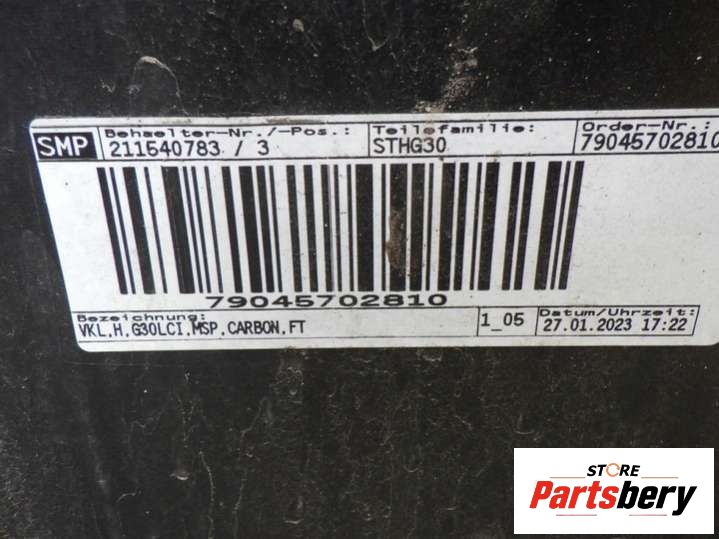 SMP
Behaelter-Nr./-Pos.: Teilefamilie: Order-Nr.:
211540783 / 3 STHG30 79045702810
79045702810
Bezeichnung: 1_05 Datum/Uhrzeit:
VKL,H,G30LCI,MSP,CARBON,FT 27.01.2023 17:22
STORE
Partsbery